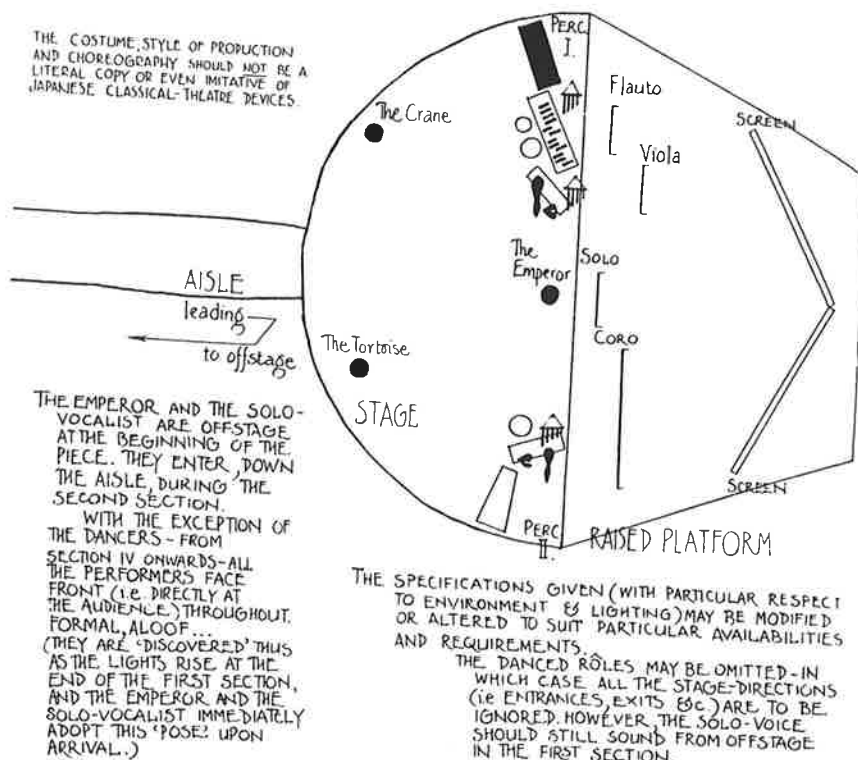 THE COSTUME, STYLE OF PRODUCTION
AND CHOREOGRAPHY SHOULD NOT BE A
LITERAL COPY OR EVEN IMITATIVE OF
JAPANESE CLASSICAL-THEATRE DEVICES.
PERC.
I.
The Crane
Flauto
SCREEN
Viola
The
Emperor
SOLO
AISLE
leading
to offstage
CORO
The Tortoise
STAGE
SCREEN
PERC.
II.
RAISED PLATFORM
THE EMPEROR AND THE SOLO-
VOCALIST ARE OFFSTAGE
AT THE BEGINNING OF THE
PIECE. THEY ENTER, DOWN
THE AISLE, DURING THE
SECOND SECTION.
WITH THE EXCEPTION OF
THE DANCERS - FROM
SECTION IV ONWARDS - ALL
THE PERFORMERS FACE
FRONT (i.e. DIRECTLY AT
THE AUDIENCE) THROUGHOUT.
FORMAL, ALOOF...
(THEY ARE 'DISCOVERED' THUS
AS THE LIGHTS RISE AT THE
END OF THE FIRST SECTION,
AND THE EMPEROR AND THE
SOLO-VOCALIST IMMEDIATELY
ADOPT THIS 'POSE' UPON
ARRIVAL.)
THE SPECIFICATIONS GIVEN (WITH PARTICULAR RESPECT
TO ENVIRONMENT & LIGHTING) MAY BE MODIFIED
OR ALTERED TO SUIT PARTICULAR AVAILABILITIES
AND REQUIREMENTS.
THE DANCED RÔLES MAY BE OMITTED - IN
WHICH CASE ALL THE STAGE-DIRECTIONS
(i.e ENTRANCES, EXITS &c.) ARE TO BE
IGNORED. HOWEVER, THE SOLO-VOICE
SHOULD STILL SOUND FROM OFFSTAGE
IN THE FIRST SECTION.